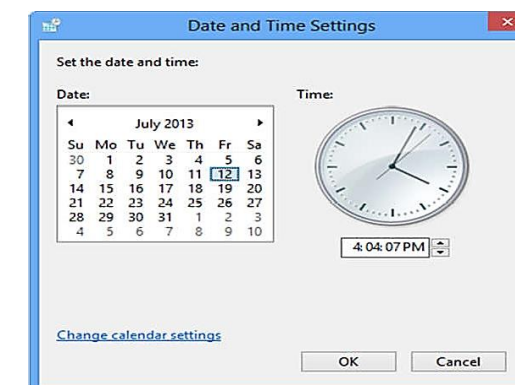 Date and Time Settings
Set the date and time:
Date:
July 2013
Su Mo Tu We Th Fr Sa
30 1 2 3 4 5 6
7 8 9 10 11 12 13
14 15 16 17 18 19 20
21 22 23 24 25 26 27
28 29 30 31 1 2 3
4 5 6 7 8 9 10
Time:
4:04:07 PM
Change calendar settings
OK Cancel